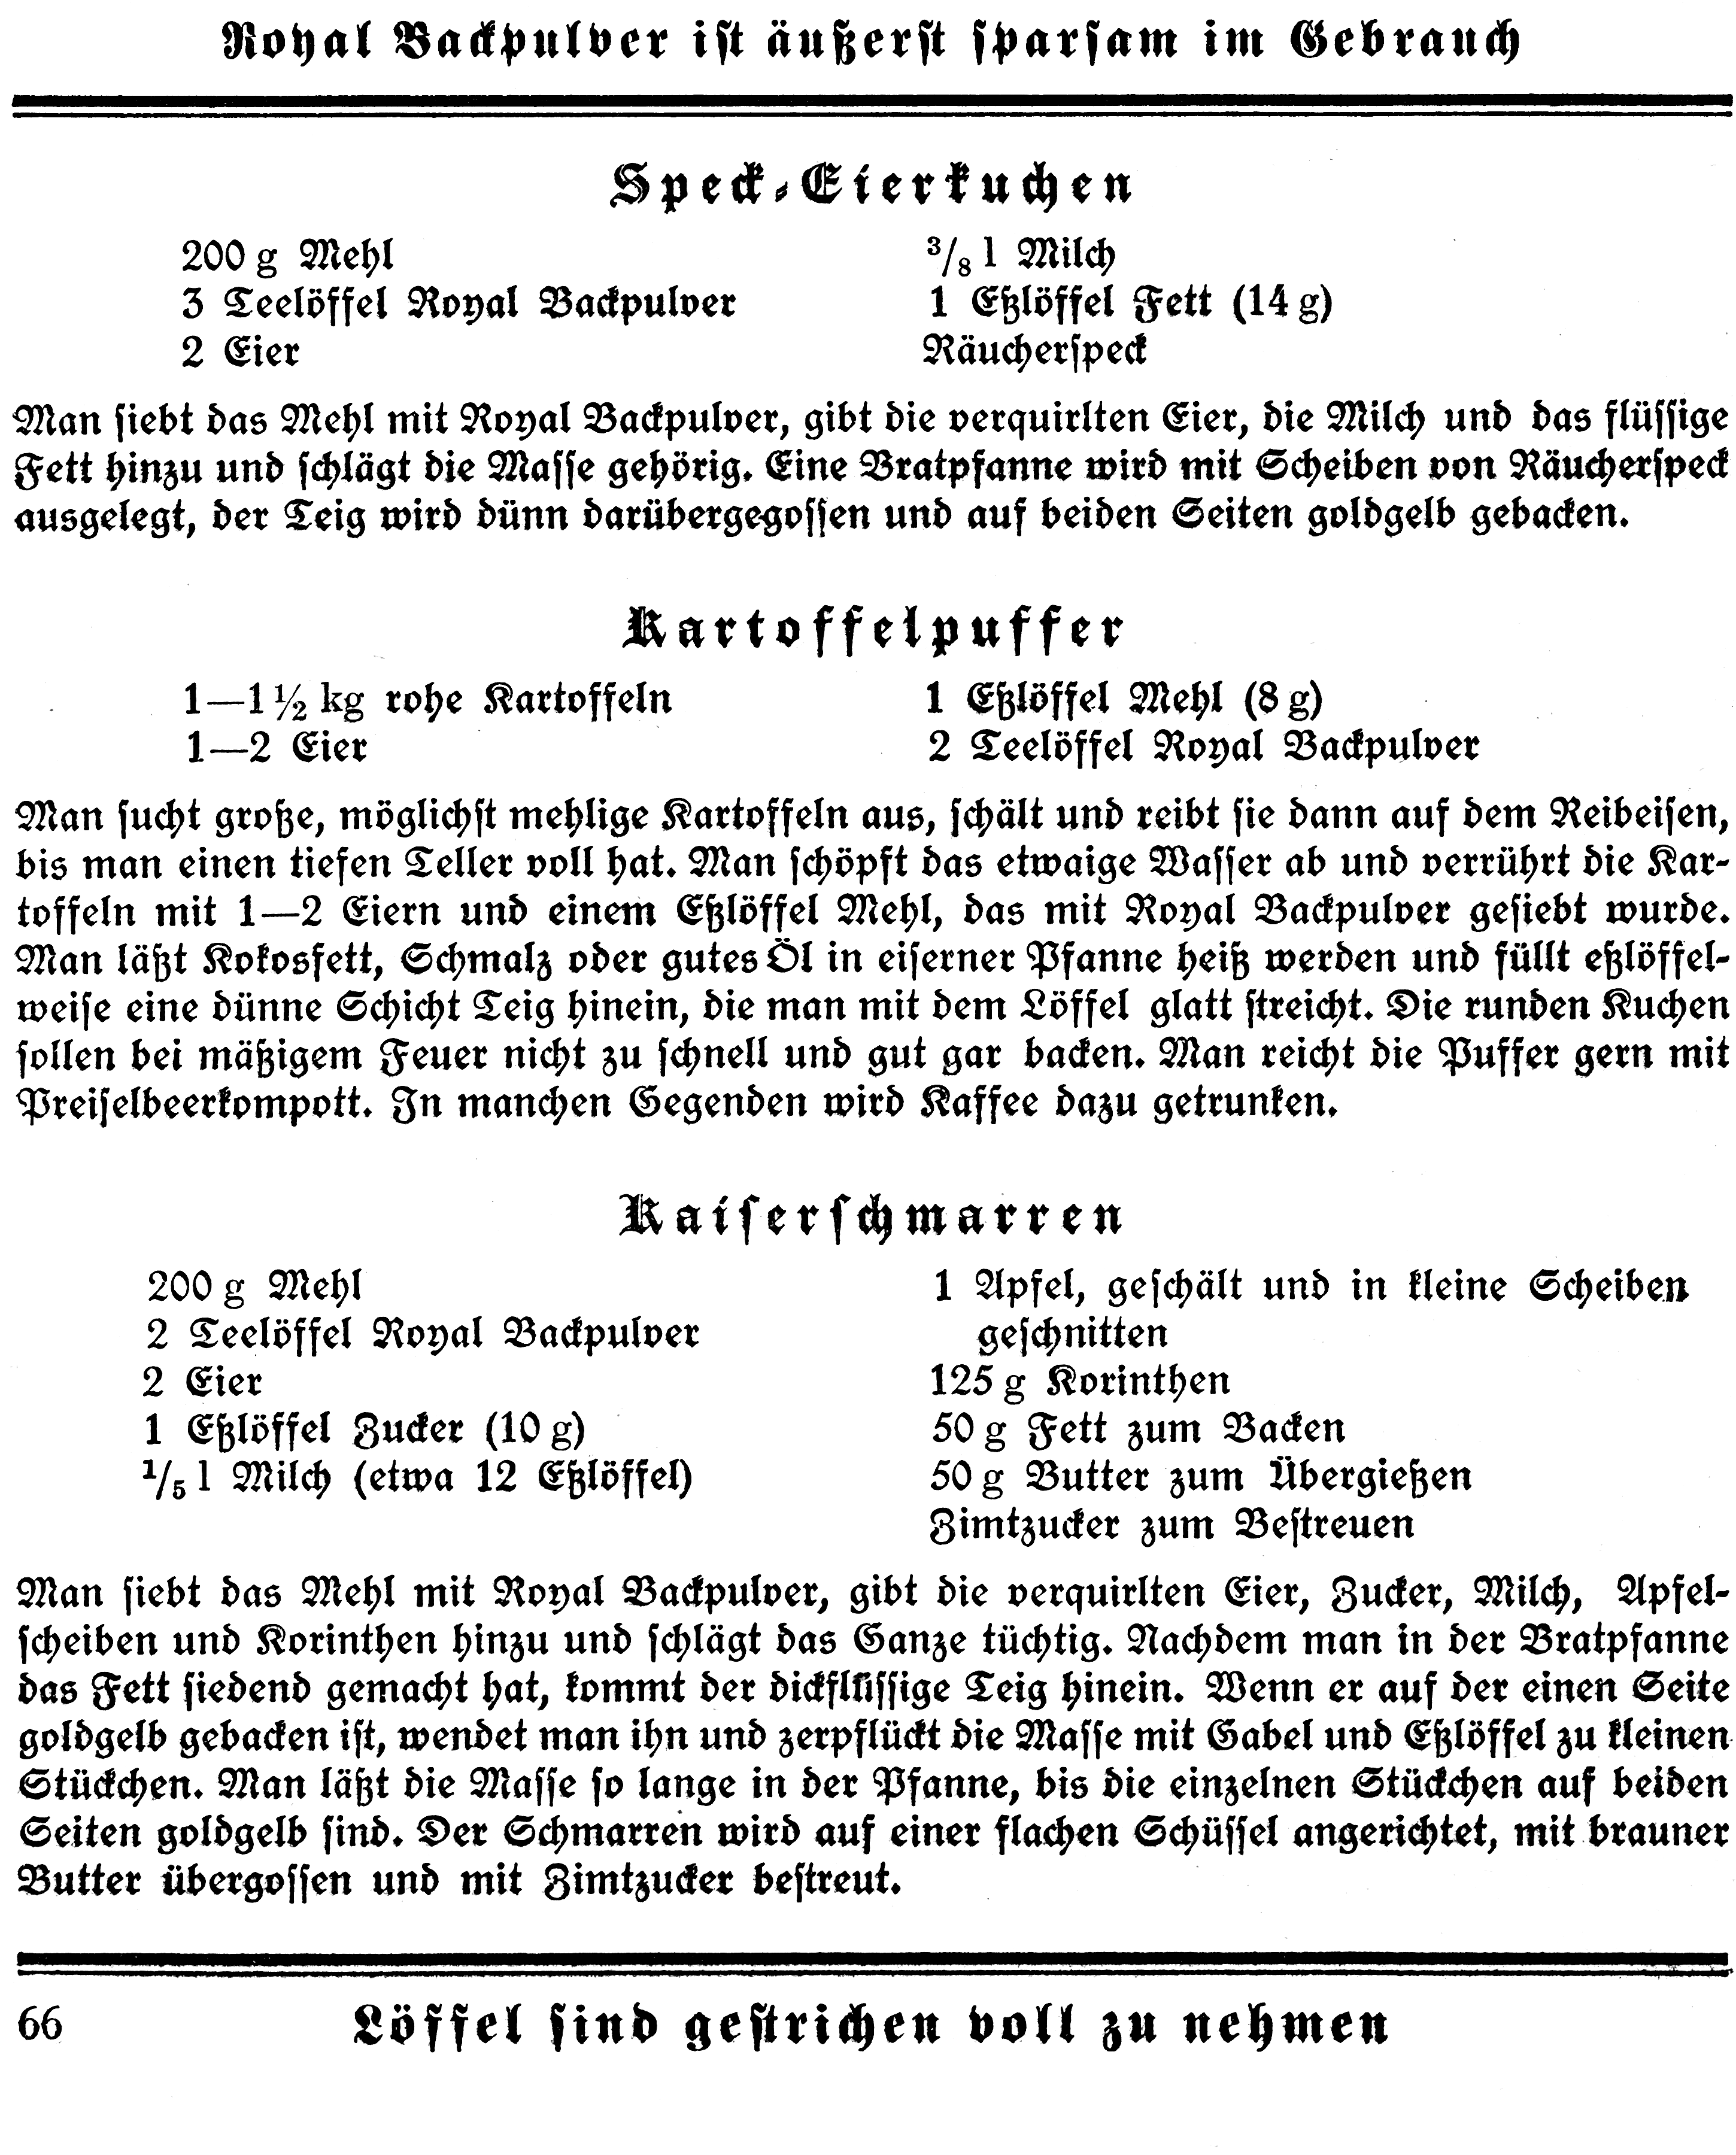 Royal Backpulver ist äußerst sparsam im Gebrauch
Speck-Eierkuchen
200 g Mehl
3 Teelöffel Royal Backpulver
2 Eier
3/8 l Milch
1 Eßlöffel Fett (14 g)
Räucherspeck
Man siebt das Mehl mit Royal Backpulver, gibt die verquirlten Eier, die Milch und das flüssige
Fett hinzu und schlägt die Masse gehörig. Eine Bratpfanne wird mit Scheiben von Räucherspeck
ausgelegt, der Teig wird dünn darübergegossen und auf beiden Seiten goldgelb gebacken.
Kartoffelpuffer
1—1 1/2 kg rohe Kartoffeln
1—2 Eier
1 Eßlöffel Mehl (8 g)
2 Teelöffel Royal Backpulver
Man sucht große, möglichst mehlige Kartoffeln aus, schält und reibt sie dann auf dem Reibeisen,
bis man einen tiefen Teller voll hat. Man schöpft das etwaige Wasser ab und verrührt die Kar-
toffeln mit 1—2 Eiern und einem Eßlöffel Mehl, das mit Royal Backpulver gesiebt wurde.
Man läßt Kokosfett, Schmalz oder gutes Öl in eiserner Pfanne heiß werden und füllt eßlöffel-
weise eine dünne Schicht Teig hinein, die man mit dem Löffel glatt streicht. Die runden Kuchen
sollen bei mäßigem Feuer nicht zu schnell und gut gar backen. Man reicht die Puffer gern mit
Preiselbeerkompott. In manchen Gegenden wird Kaffee dazu getrunken.
Kaiserschmarren
200 g Mehl
2 Teelöffel Royal Backpulver
2 Eier
1 Eßlöffel Zucker (10 g)
1/5 l Milch (etwa 12 Eßlöffel)
1 Apfel, geschält und in kleine Scheiben
geschnitten
125 g Korinthen
50 g Fett zum Backen
50 g Butter zum Übergießen
Zimtzucker zum Bestreuen
Man siebt das Mehl mit Royal Backpulver, gibt die verquirlten Eier, Zucker, Milch, Apfel-
scheiben und Korinthen hinzu und schlägt das Ganze tüchtig. Nachdem man in der Bratpfanne
das Fett siedend gemacht hat, kommt der dickflüssige Teig hinein. Wenn er auf der einen Seite
goldgelb gebacken ist, wendet man ihn und zerpflückt die Masse mit Gabel und Eßlöffel zu kleinen
Stückchen. Man läßt die Masse so lange in der Pfanne, bis die einzelnen Stückchen auf beiden
Seiten goldgelb sind. Der Schmarren wird auf einer flachen Schüssel angerichtet, mit brauner
Butter übergossen und mit Zimtzucker bestreut.
66
Löffel sind gestrichen voll zu nehmen